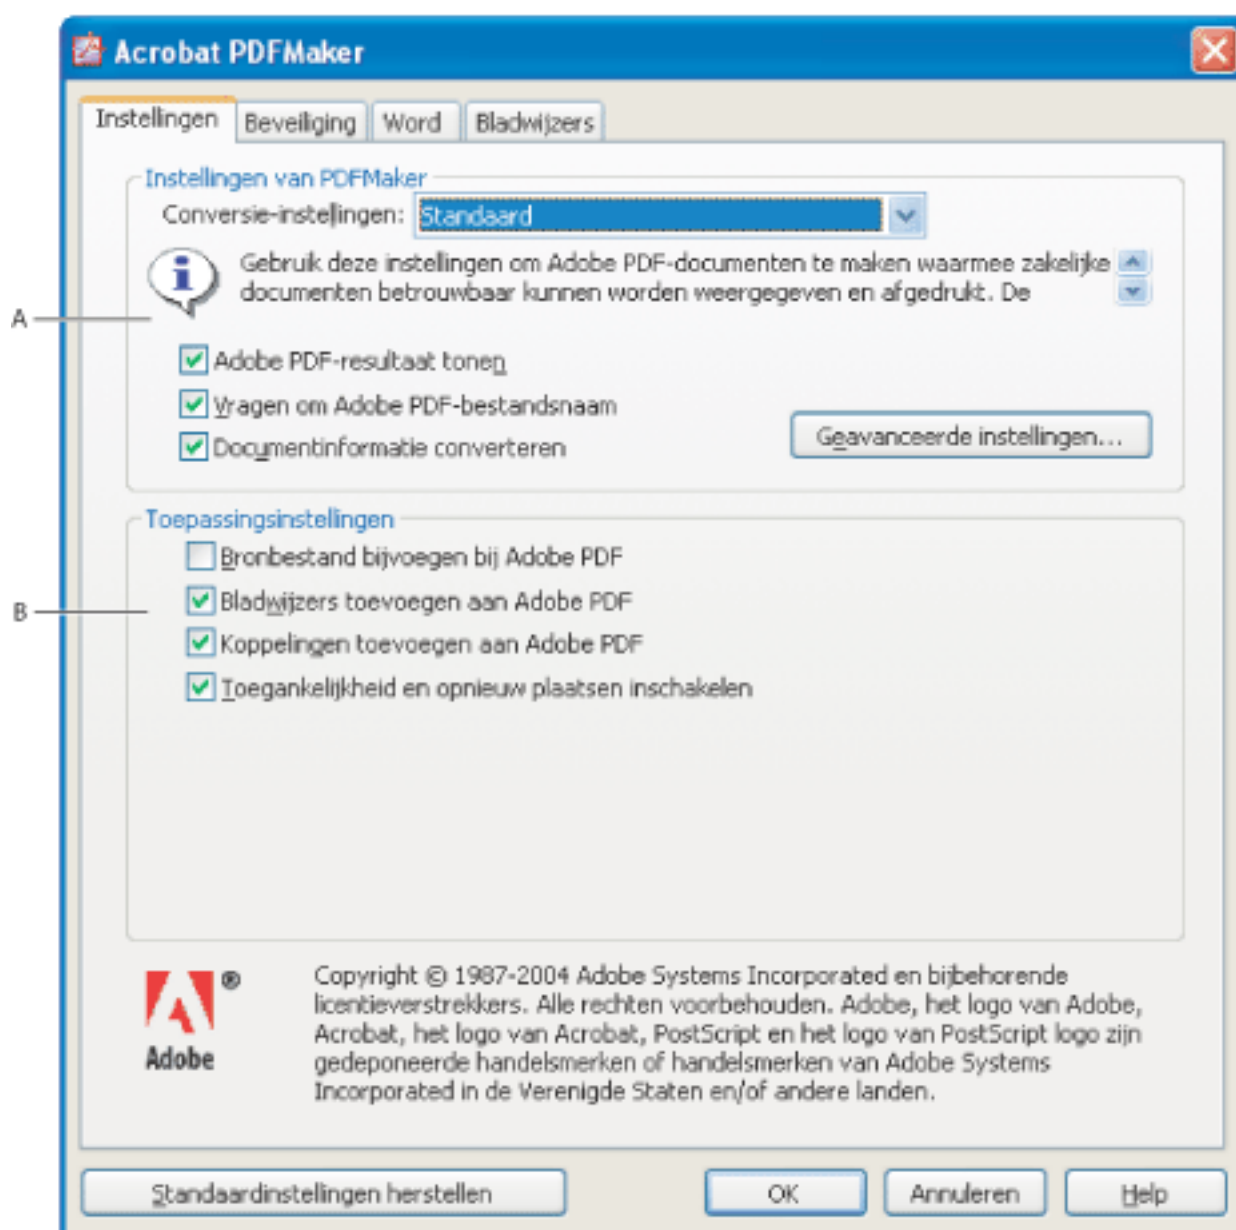 Acrobat PDFMaker
Instellingen Beveiliging Word Bladwijzers
Instellingen van PDFMaker
Conversie-instellingen: Standaard
Gebruik deze instellingen om Adobe PDF-documenten te maken waarmee zakelijke
documenten betrouwbaar kunnen worden weergegeven en afgedrukt. De
A
Adobe PDF-resultaat tonen
Vragen om Adobe PDF-bestandsnaam
Documentinformatie converteren
Geavanceerde instellingen...
Toepassingsinstellingen
Bronbestand bijvoegen bij Adobe PDF
B
Bladwijzers toevoegen aan Adobe PDF
Koppelingen toevoegen aan Adobe PDF
Toegankelijkheid en opnieuw plaatsen inschakelen
Adobe
Copyright © 1987-2004 Adobe Systems Incorporated en bijbehorende
licentieverstrekkers. Alle rechten voorbehouden. Adobe, het logo van Adobe,
Acrobat, het logo van Acrobat, PostScript en het logo van PostScript logo zijn
gedeponeerde handelsmerken of handelsmerken van Adobe Systems
Incorporated in de Verenigde Staten en/of andere landen.
Standaardinstellingen herstellen OK Annuleren Help